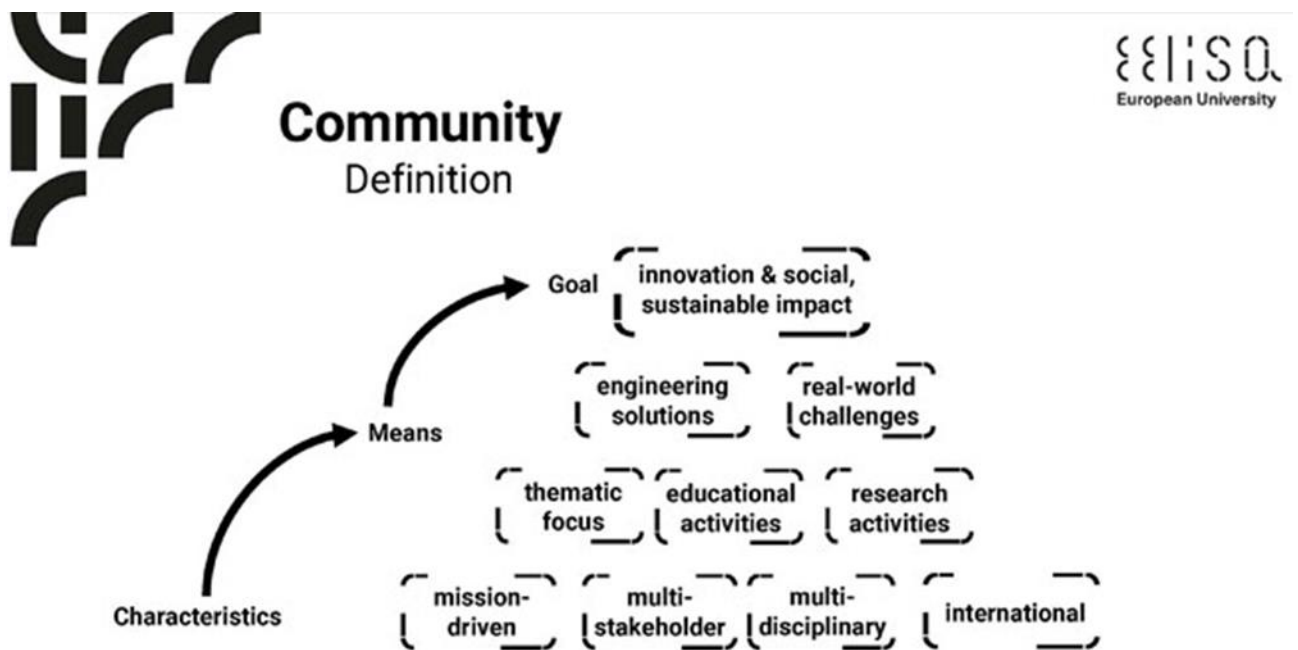 EELISA
European University
Community
Definition
Goal
innovation & social,
sustainable impact
engineering
solutions
real-world
challenges
Means
thematic
focus
educational
activities
research
activities
Characteristics
mission-
driven
multi-
stakeholder
multi-
disciplinary
international